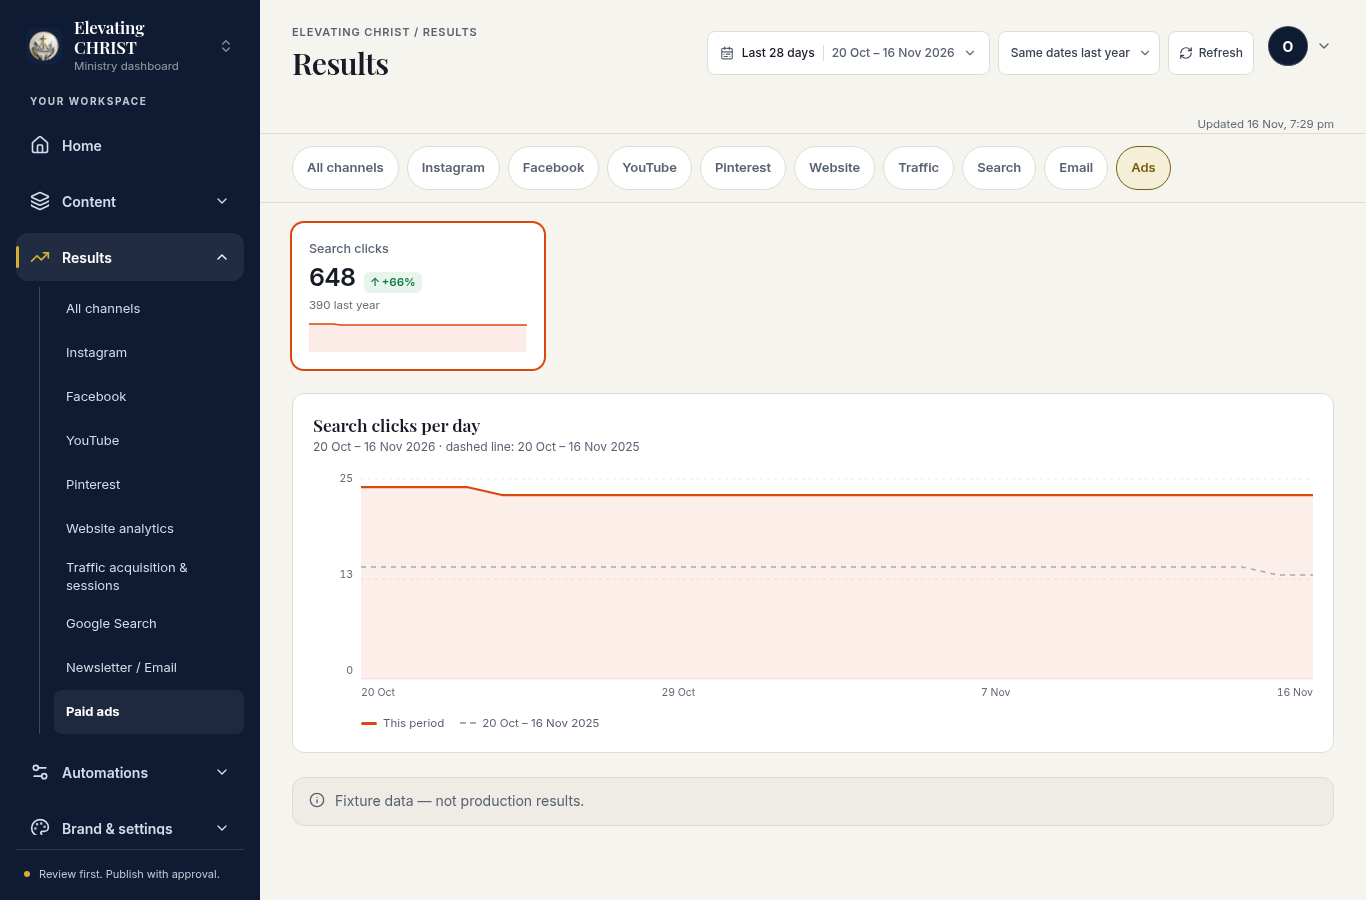 Elevating
CHRIST
Ministry dashboard
YOUR WORKSPACE
Home
Content
Results
All channels
Instagram
Facebook
YouTube
Pinterest
Website analytics
Traffic acquisition &
sessions
Google Search
Newsletter / Email
Paid ads
Automations
Brand & settings
Review first. Publish with approval.
ELEVATING CHRIST / RESULTS
Results
Last 28 days 20 Oct – 16 Nov 2026
Same dates last year
Refresh
O
Updated 16 Nov, 7:29 pm
All channels Instagram Facebook YouTube Pinterest Website Traffic Search Email Ads
Search clicks
648 ↑+66%
390 last year
Search clicks per day
20 Oct – 16 Nov 2026 · dashed line: 20 Oct – 16 Nov 2025
25
13
0
20 Oct 29 Oct 7 Nov 16 Nov
This period 20 Oct – 16 Nov 2025
Fixture data — not production results.